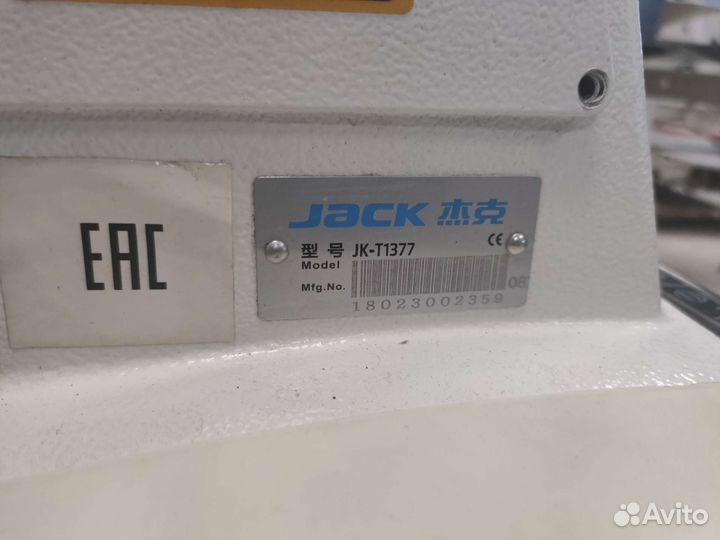 EAC
JACK 杰克
型号 JK-T1377 CE
Model
Mfg.No.
18023002359
Avito